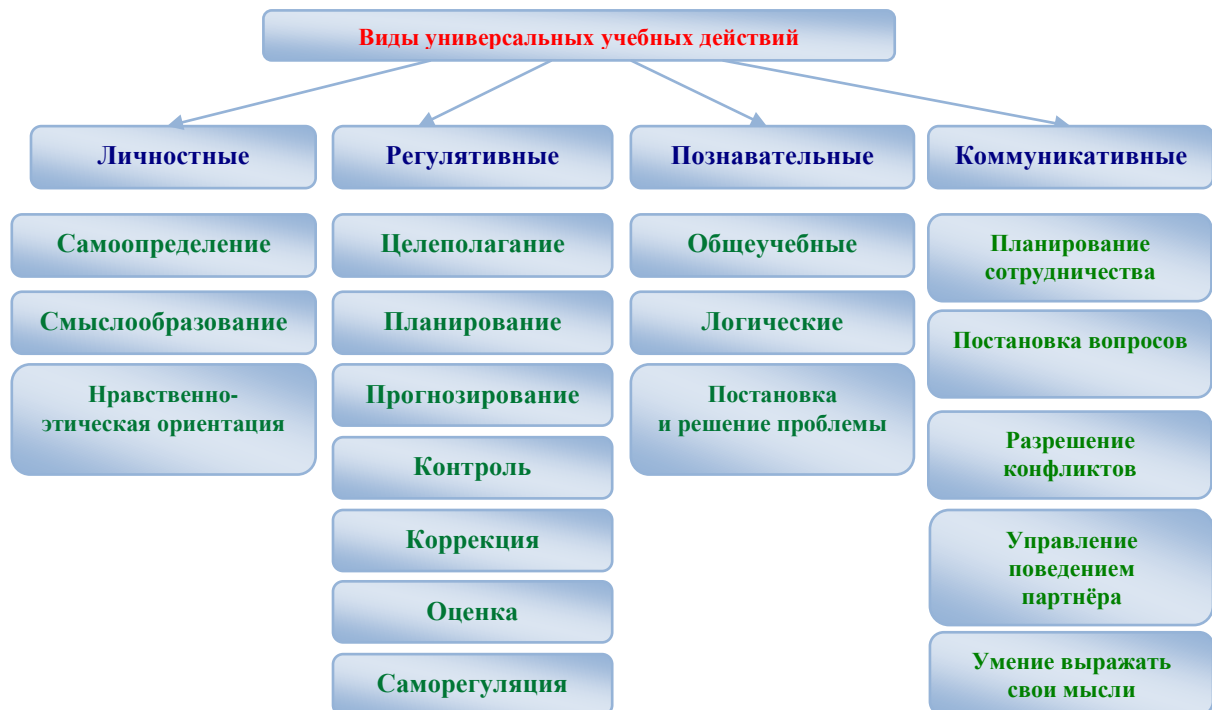 Виды универсальных учебных действий
Личностные
Регулятивные
Познавательные
Коммуникативные
Самоопределение
Смыслообразование
Нравственно-
этическая ориентация
Целеполагание
Планирование
Прогнозирование
Контроль
Коррекция
Оценка
Саморегуляция
Общеучебные
Логические
Постановка
и решение проблемы
Планирование
сотрудничества
Постановка вопросов
Разрешение
конфликтов
Управление
поведением
партнёра
Умение выражать
свои мысли